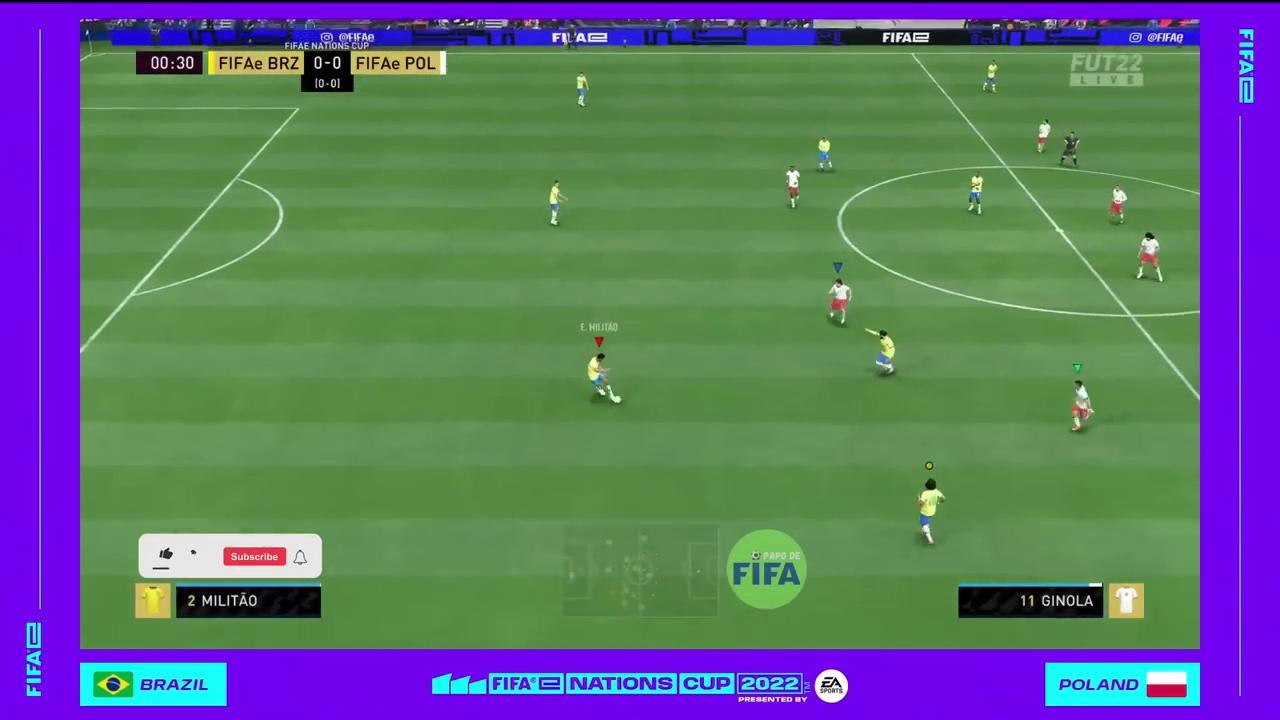 @FIFAe
FIFAe
FIFAe
@FIFAe
FIFAE NATIONS CUP
00:30 FIFAe BRZ 0-0 FIFAe POL
(0-0)
FUT22
LIVE
FIFAe
E. MILITÃO
Subscribe
PAPO DE
FIFA
2 MILITÃO
11 GINOLA
FIFAe
BRAZIL
FIFAe NATIONS CUP 2022™
PRESENTED BY
EA
SPORTS
POLAND